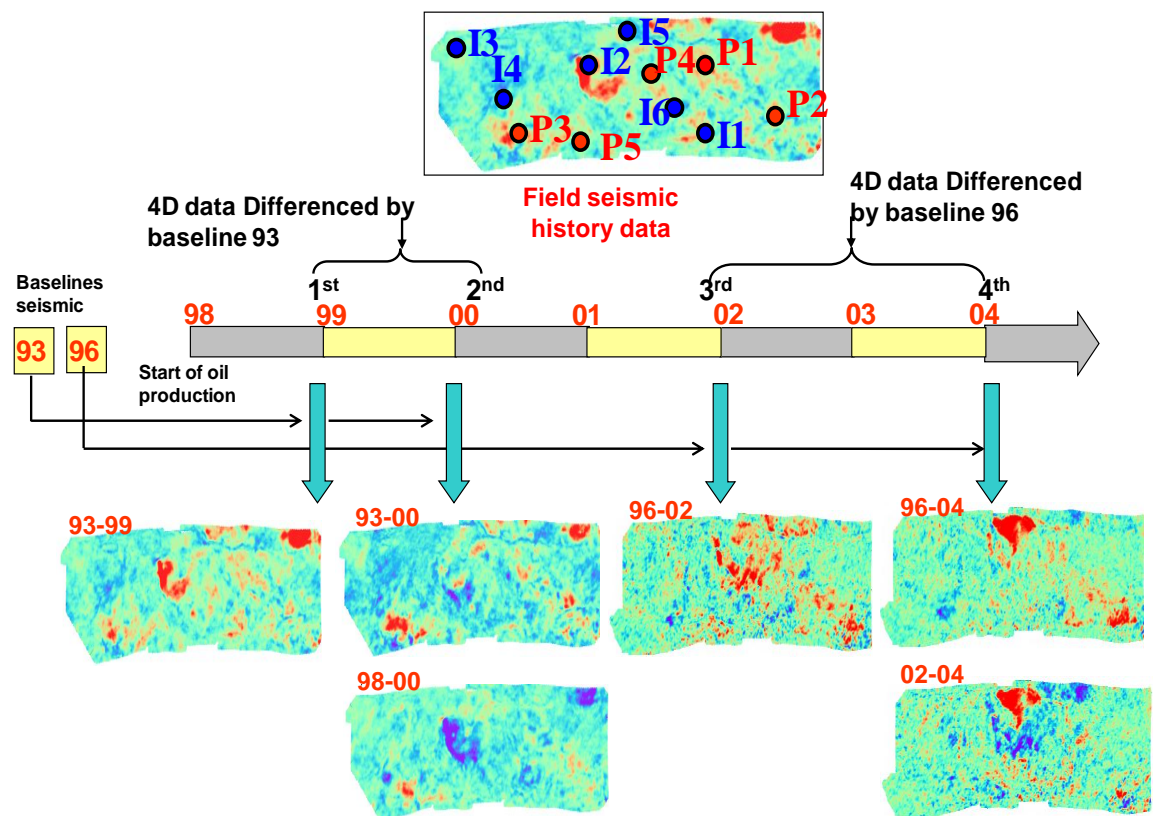 I5
I3
I2
P4
P1
I4
I6
P2
P3
P5
I1
Field seismic
history data
4D data Differenced by
baseline 93
4D data Differenced
by baseline 96
Baselines
seismic
1st
2nd
3rd
4th
98
99
00
01
02
03
04
93
96
Start of oil
production
93-99
93-00
96-02
96-04
98-00
02-04